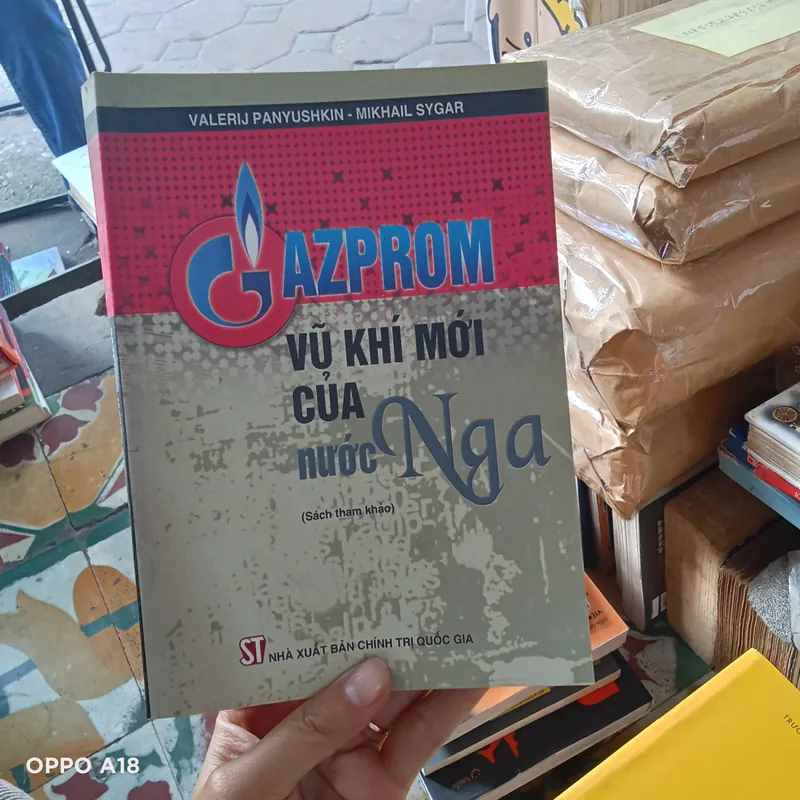 VALERIJ PANYUSHKIN - MIKHAIL SYGAR
GAZPROM
VŨ KHÍ MỚI
CỦA
nước Nga
(Sách tham khảo)
ST NHÀ XUẤT BẢN CHÍNH TRỊ QUỐC GIA
OPPO A18